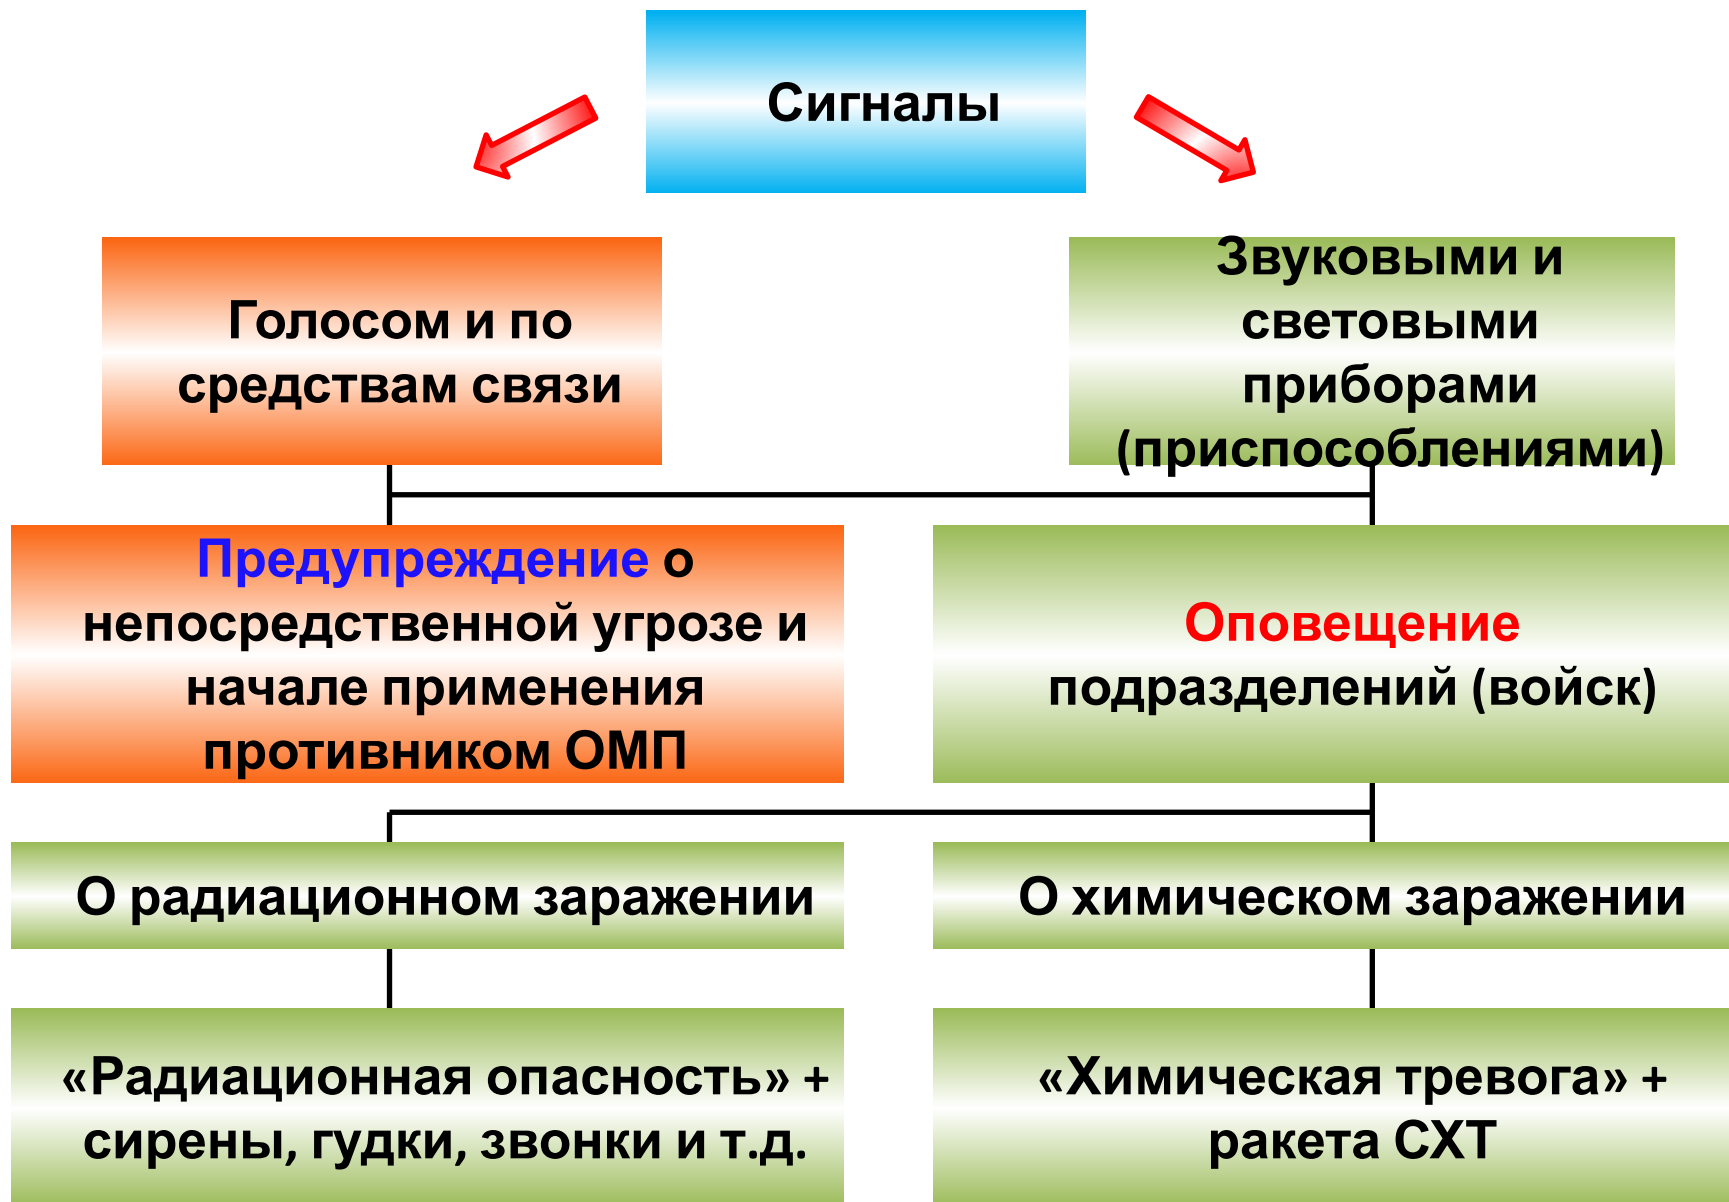 Сигналы
Голосом и по
средствам связи
Звуковыми и
световыми
приборами
(приспособлениями)
Предупреждение о
непосредственной угрозе и
начале применения
противником ОМП
Оповещение
подразделений (войск)
О радиационном заражении
О химическом заражении
«Радиационная опасность» +
сирены, гудки, звонки и т.д.
«Химическая тревога» +
ракета СХТ